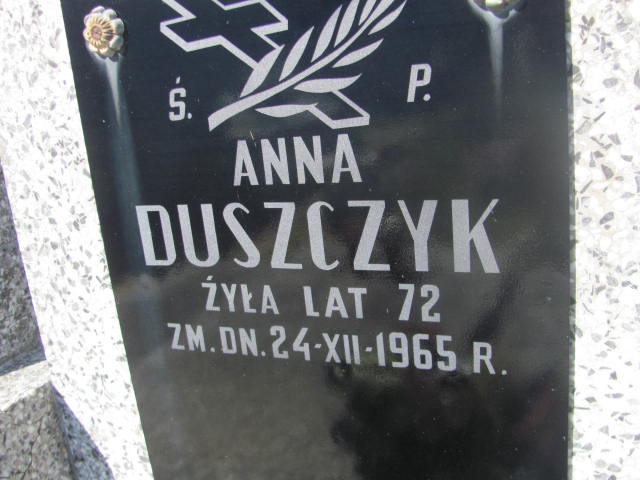 Ś. P.
ANNA
DUSZCZYK
ŻYŁA LAT 72
ZM. DN. 24-XII-1965 R.